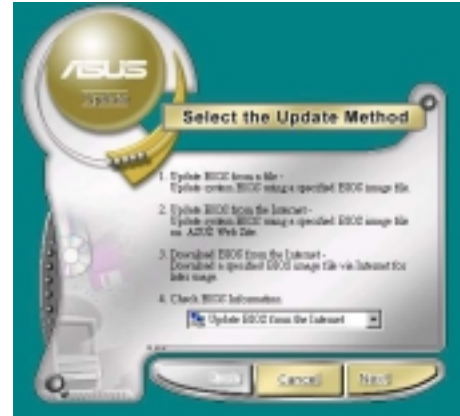 ASUS
Update
Select the Update Method
1. Update BIOS from a file -
Update system BIOS using a specified BIOS image file.
2. Update BIOS from the Internet -
Update system BIOS using a specified BIOS image file
on ASUS Web Site.
3. Download BIOS from the Internet -
Download a specified BIOS image file via Internet for
later usage.
4. Check BIOS Information
Update BIOS from the Internet
Cancel
Next